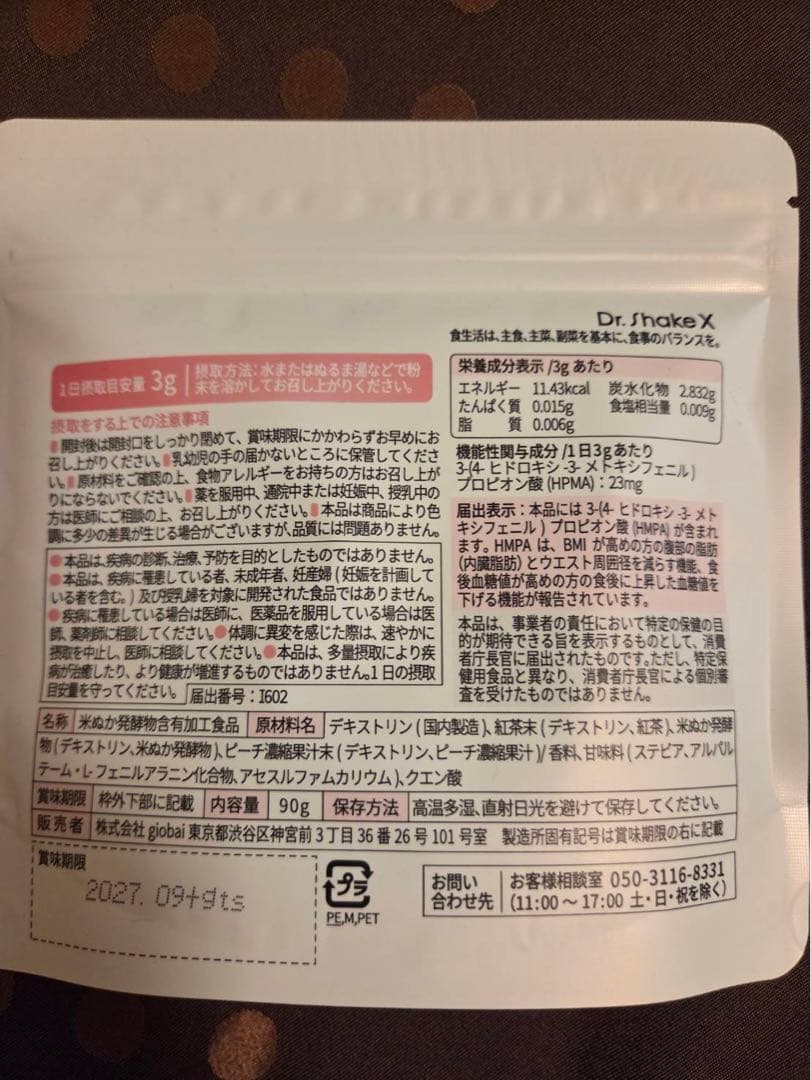 Dr.Shake X
食生活は、主食、主菜、副菜を基本に、食事のバランスを。
1日摂取目安量 3g
摂取方法:水またはぬるま湯などで粉
末を溶かしてお召し上がりください。
摂取をする上での注意事項
開封後は開封口をしっかり閉めて、賞味期限にかかわらずお早めにお
召し上がりください。乳幼児の手の届かないところに保管してくださ
い。原材料をご確認の上、食物アレルギーをお持ちの方はお召し上が
りにならないでください。薬を服用中、通院中または妊娠中、授乳中の
方は医師にご相談の上、お召し上がりください。本品は商品により色
調に多少の差異が生じる場合がございますが、品質には問題ありません。
●本品は、疾病の診断、治療、予防を目的としたものではありません。
●本品は、疾病に罹患している者、未成年者、妊産婦(妊娠を計画して
いる者を含む。)及び授乳婦を対象に開発された食品ではありません。
●疾病に罹患している場合は医師に、医薬品を服用している場合は医
師、薬剤師に相談してください。●体調に異変を感じた際は、速やかに
摂取を中止し、医師に相談してください。●本品は、多量摂取により疾
病が治癒したり、より健康が増進するものではありません。1日の摂取
目安量を守ってください。 届出番号:I602
栄養成分表示 /3g あたり
エネルギー 11.43kcal 炭水化物 2.832g
たんぱく質 0.015g 食塩相当量 0.009g
脂 質 0.006g
機能性関与成分 /1日3gあたり
3-(4- ヒドロキシ -3- メトキシフェニル)
プロピオン酸 (HPMA):23mg
届出表示:本品には 3-(4- ヒドロキシ -3- メト
キシフェニル ) プロピオン酸 (HMPA) が含まれ
ます。HMPA は、BMI が高めの方の腹部の脂肪
(内臓脂肪)とウエスト周囲径を減らす機能、食
後血糖値が高めの方の食後に上昇した血糖値を
下げる機能が報告されています。
本品は、事業者の責任において特定の保健の目
的が期待できる旨を表示するものとして、消費
者庁長官に届出されたものです。ただし、特定保
健用食品と異なり、消費者庁長官による個別審
査を受けたものではありません。
名称 米ぬか発酵物含有加工食品 原材料名 デキストリン(国内製造)、紅茶末(デキストリン、紅茶)、米ぬか発酵
物(デキストリン、米ぬか発酵物)、ピーチ濃縮果汁末(デキストリン、ピーチ濃縮果汁)/香料、甘味料(ステビア、アスパル
テーム・L-フェニルアラニン化合物、アセスルファムカリウム)、クエン酸
賞味期限 枠外下部に記載 内容量 90g 保存方法 高温多湿、直射日光を避けて保存してください。
販売者 株式会社 giobai 東京都渋谷区神宮前3丁目36番26号101号室 製造所固有記号は賞味期限の右に記載
賞味期限
2027. 09+gts
プラ
PE,M,PET
お問い
合わせ先
お客様相談室 050-3116-8331
(11:00～17:00 土・日・祝を除く)